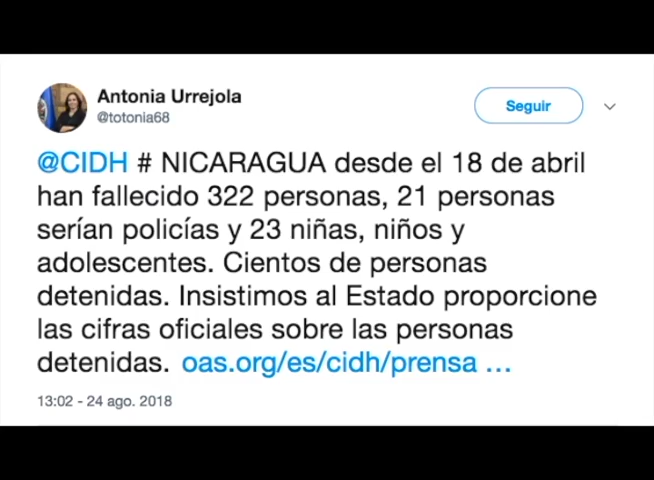 Antonia Urrejola
@totonia68
Seguir
@CIDH # NICARAGUA desde el 18 de abril
han fallecido 322 personas, 21 personas
serían policías y 23 niñas, niños y
adolescentes. Cientos de personas
detenidas. Insistimos al Estado proporcione
las cifras oficiales sobre las personas
detenidas. oas.org/es/cidh/prensa ...
13:02 - 24 ago. 2018